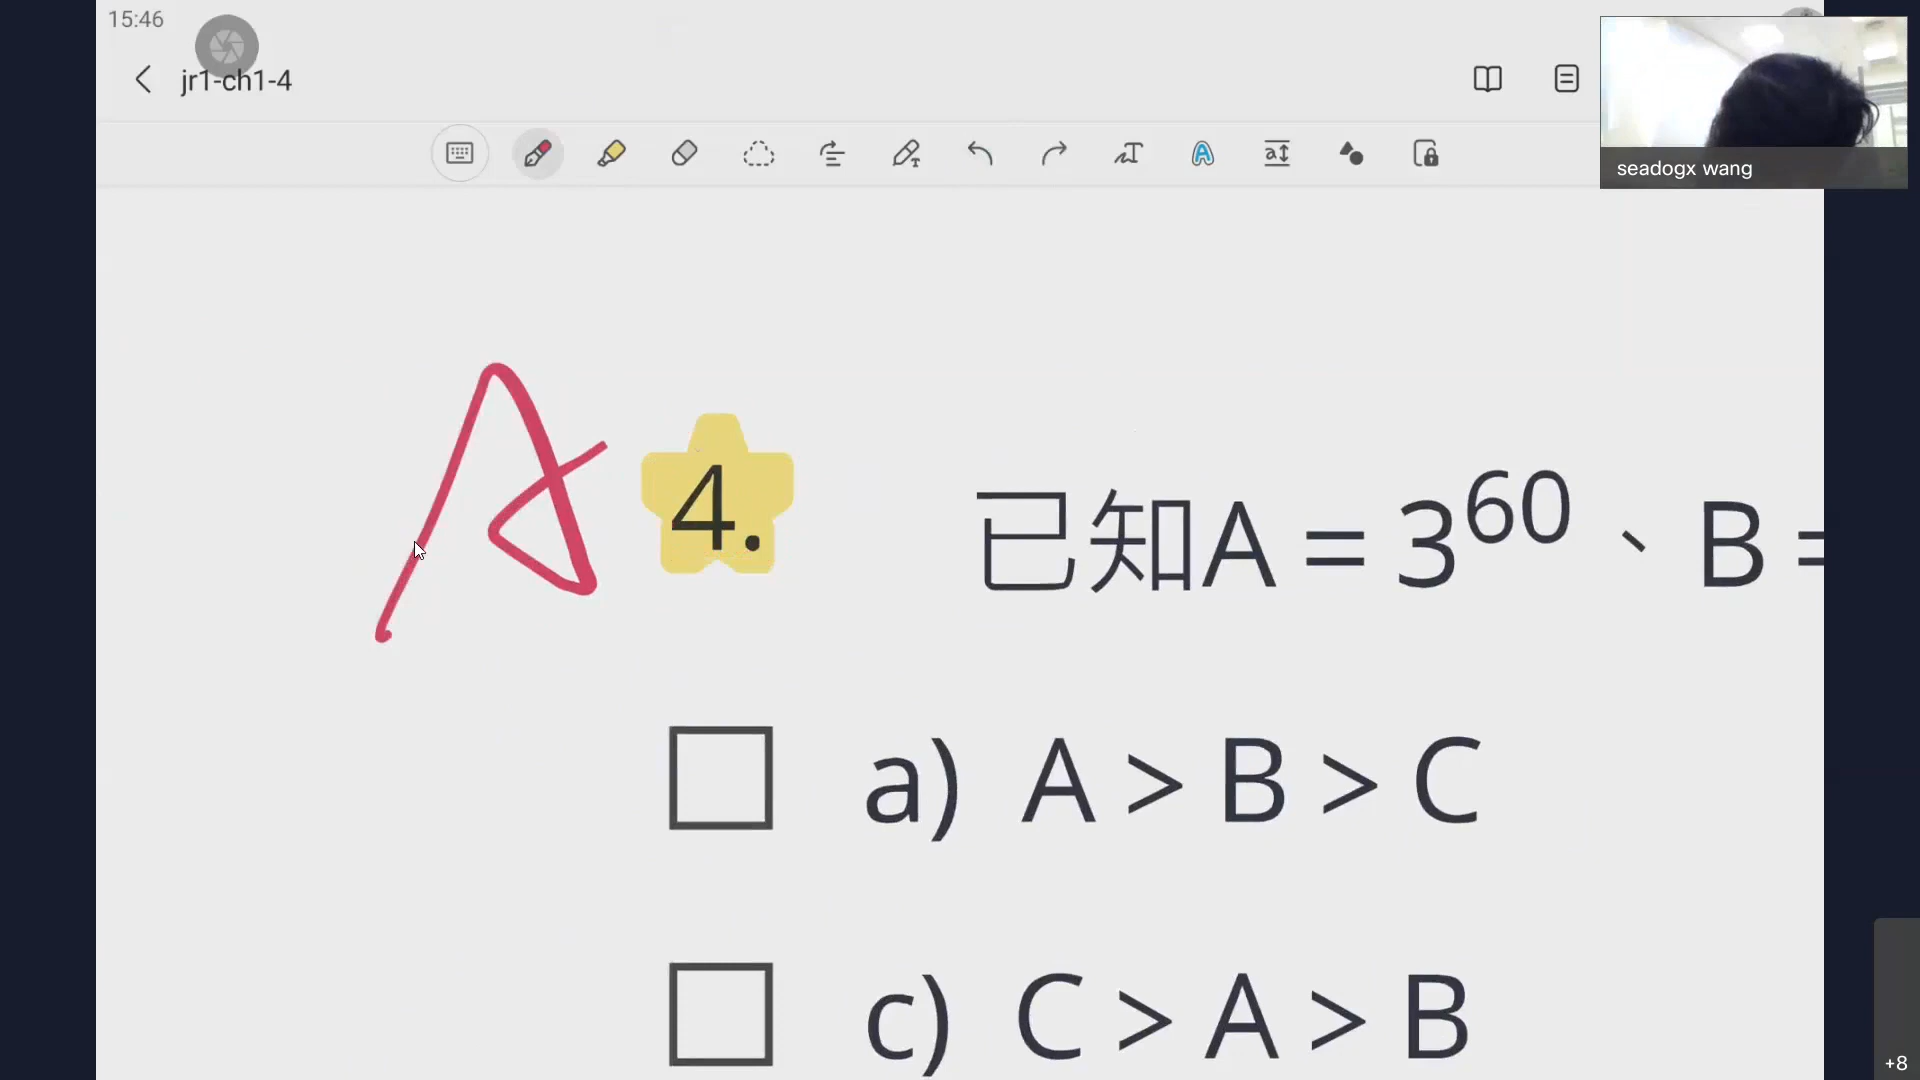 15:46
jr1-ch1-4
seadogx wang
A
4. 已知A = 3⁶⁰、B =
a) A > B > C
c) C > A > B
+8